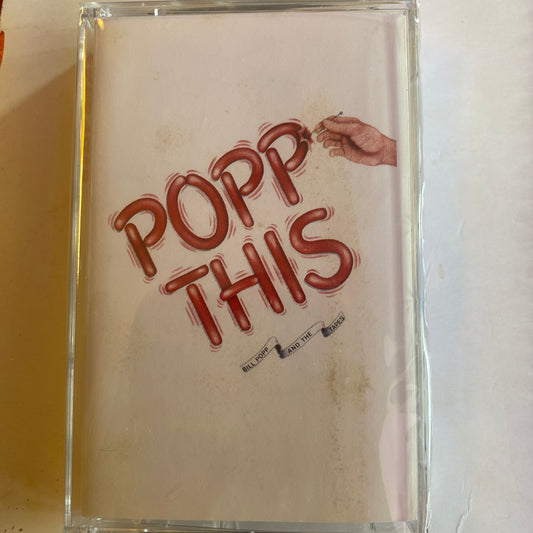 POPP
THIS
BILL POPP AND THE TAPES